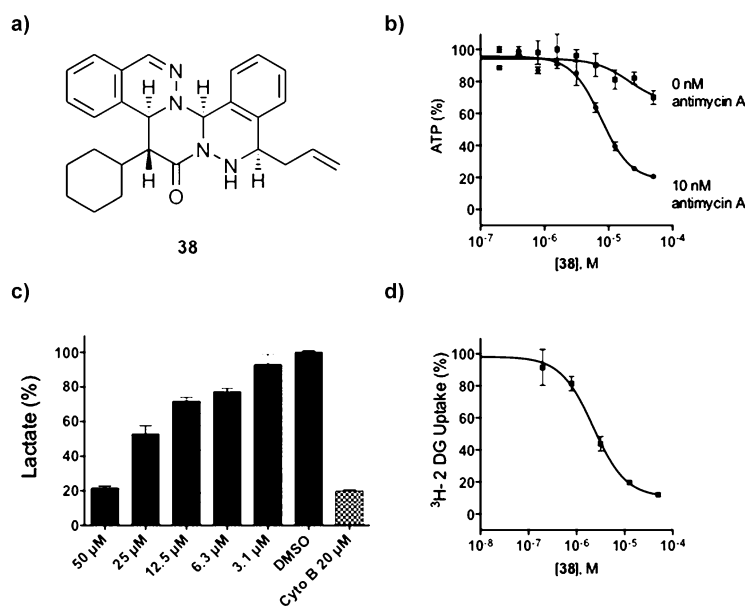 a)
N
N
H
H
N
N
H
H
O
H
38
b)
ATP (%)
100
80
60
40
20
0
0 nM
antimycin A
10 nM
antimycin A
10-7
10-6
10-5
10-4
[38], M
c)
Lactate (%)
100
80
60
40
20
0
50 µM
25 µM
12.5 µM
6.3 µM
3.1 µM
DMSO
Cyto B 20 µM
d)
3H- 2 DG Uptake (%)
100
80
60
40
20
0
10-8
10-7
10-6
10-5
10-4
[38], M